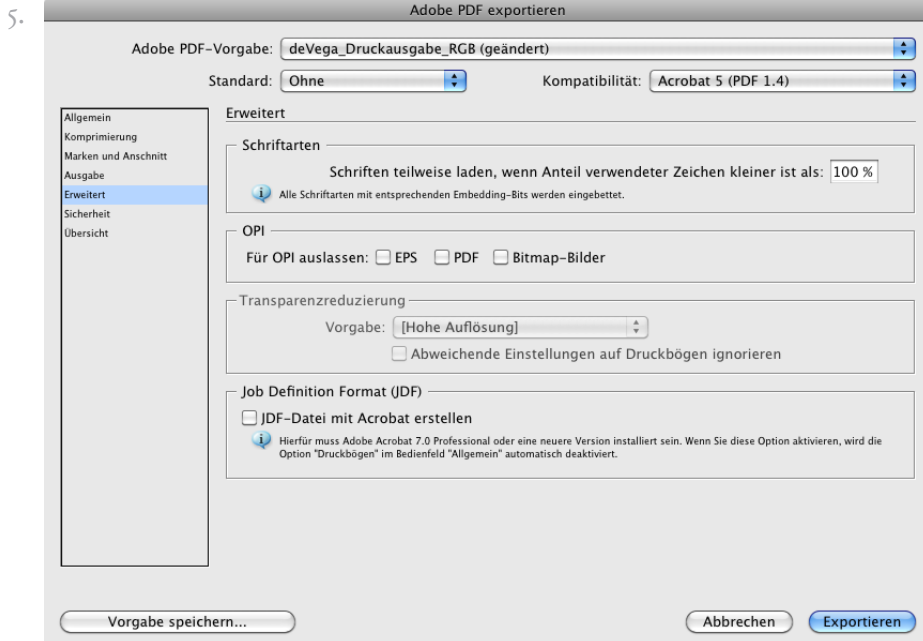 5.
Adobe PDF exportieren
Adobe PDF-Vorgabe: deVega_Druckausgabe_RGB (geändert)
Standard: Ohne Kompatibilität: Acrobat 5 (PDF 1.4)
Allgemein
Komprimierung
Marken und Anschnitt
Ausgabe
Erweitert
Sicherheit
Übersicht
Erweitert
Schriftarten
Schriften teilweise laden, wenn Anteil verwendeter Zeichen kleiner ist als: 100 %
Alle Schriftarten mit entsprechenden Embedding-Bits werden eingebettet.
OPI
Für OPI auslassen: EPS PDF Bitmap-Bilder
Transparenzreduzierung
Vorgabe: [Hohe Auflösung]
Abweichende Einstellungen auf Druckbögen ignorieren
Job Definition Format (JDF)
JDF-Datei mit Acrobat erstellen
Hierfür muss Adobe Acrobat 7.0 Professional oder eine neuere Version installiert sein. Wenn Sie diese Option aktivieren, wird die
Option "Druckbögen" im Bedienfeld "Allgemein" automatisch deaktiviert.
Vorgabe speichern... Abbrechen Exportieren